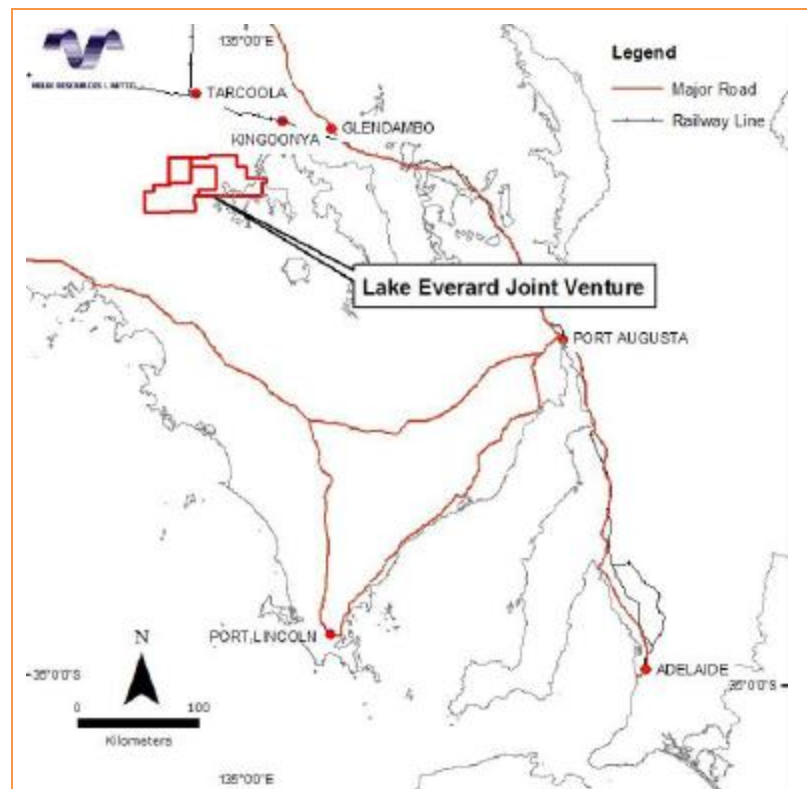 135°00'E
Legend
Major Road
Railway Line
TARCOOLA
GLENDAMBO
KINGOONYA
Lake Everard Joint Venture
PORT AUGUSTA
PORT LINCOLN
N
35°0'0"S
ADELAIDE
35°0'0"S
0 100
Kilometers
135°00'E